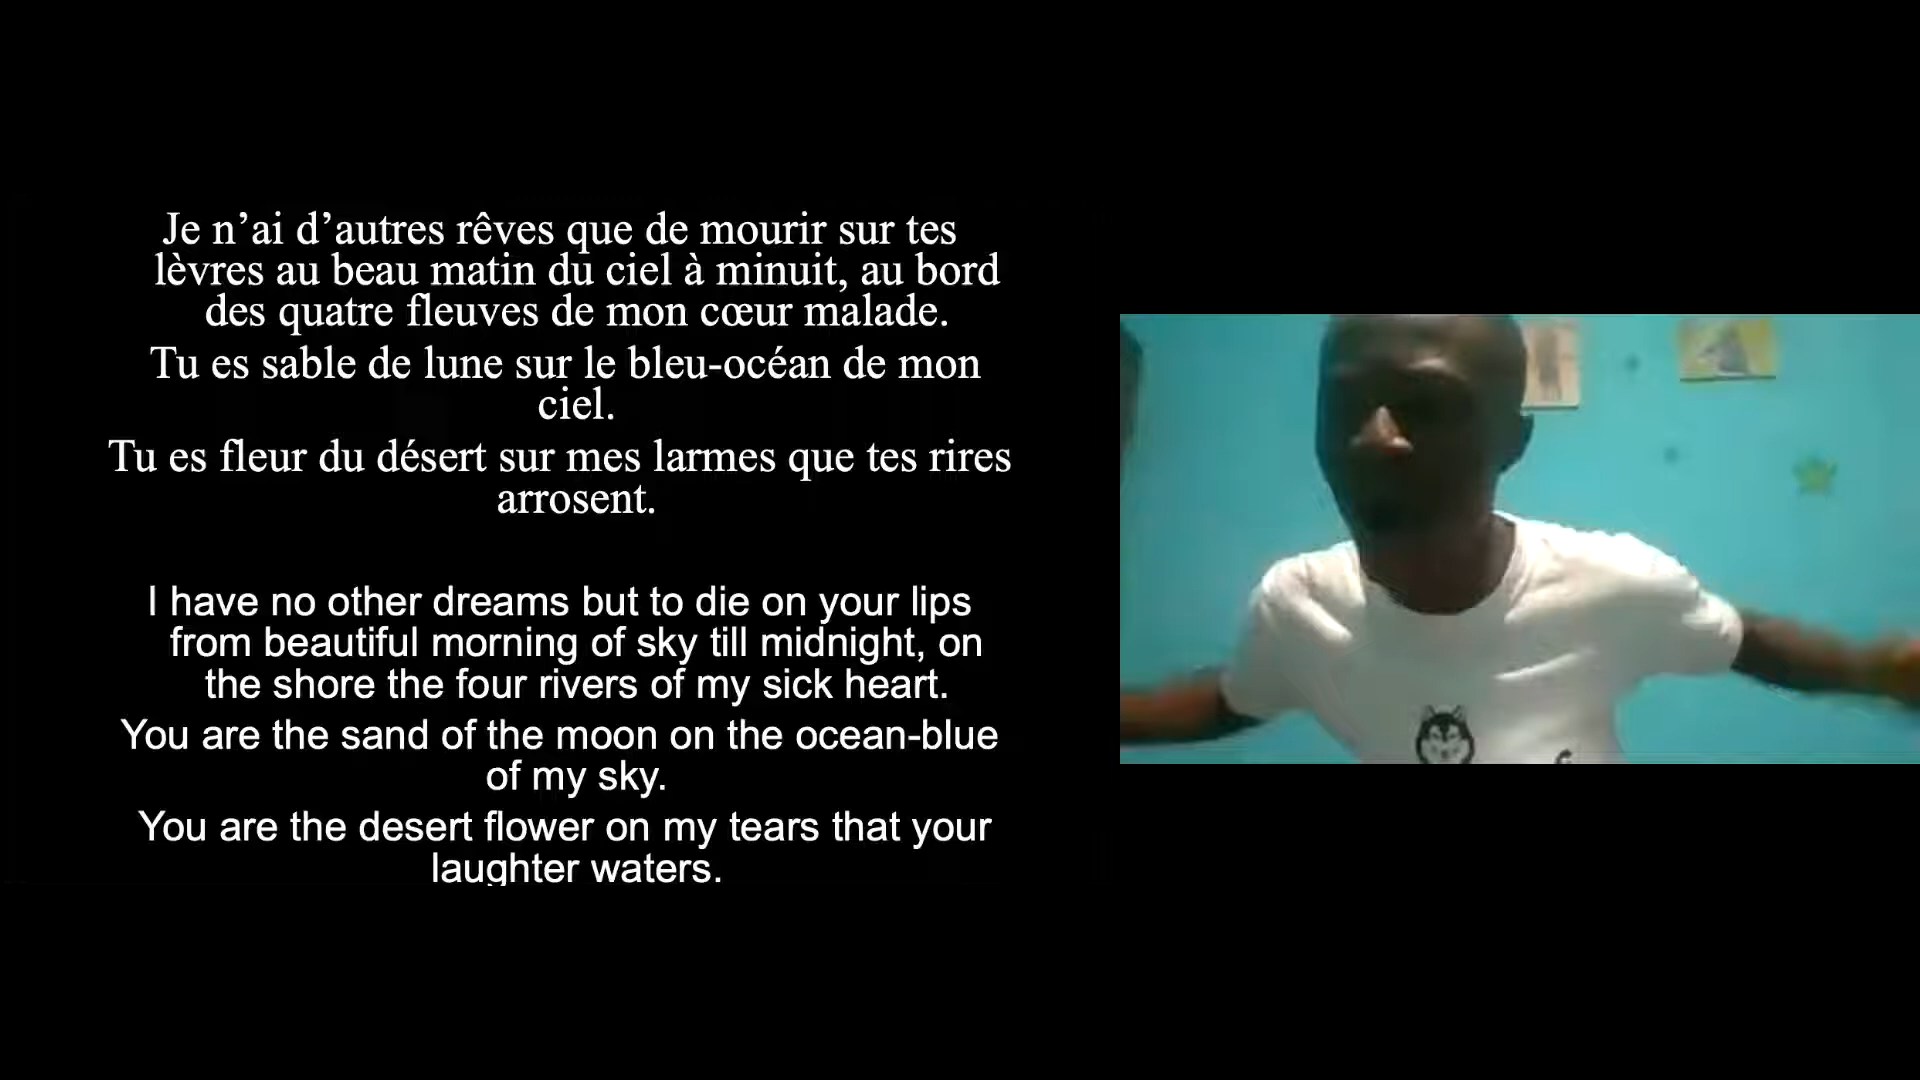 Je n’ai d’autres rêves que de mourir sur tes
lèvres au beau matin du ciel à minuit, au bord
des quatre fleuves de mon cœur malade.
Tu es sable de lune sur le bleu-océan de mon
ciel.
Tu es fleur du désert sur mes larmes que tes rires
arrosent.
I have no other dreams but to die on your lips
from beautiful morning of sky till midnight, on
the shore the four rivers of my sick heart.
You are the sand of the moon on the ocean-blue
of my sky.
You are the desert flower on my tears that your
laughter waters.